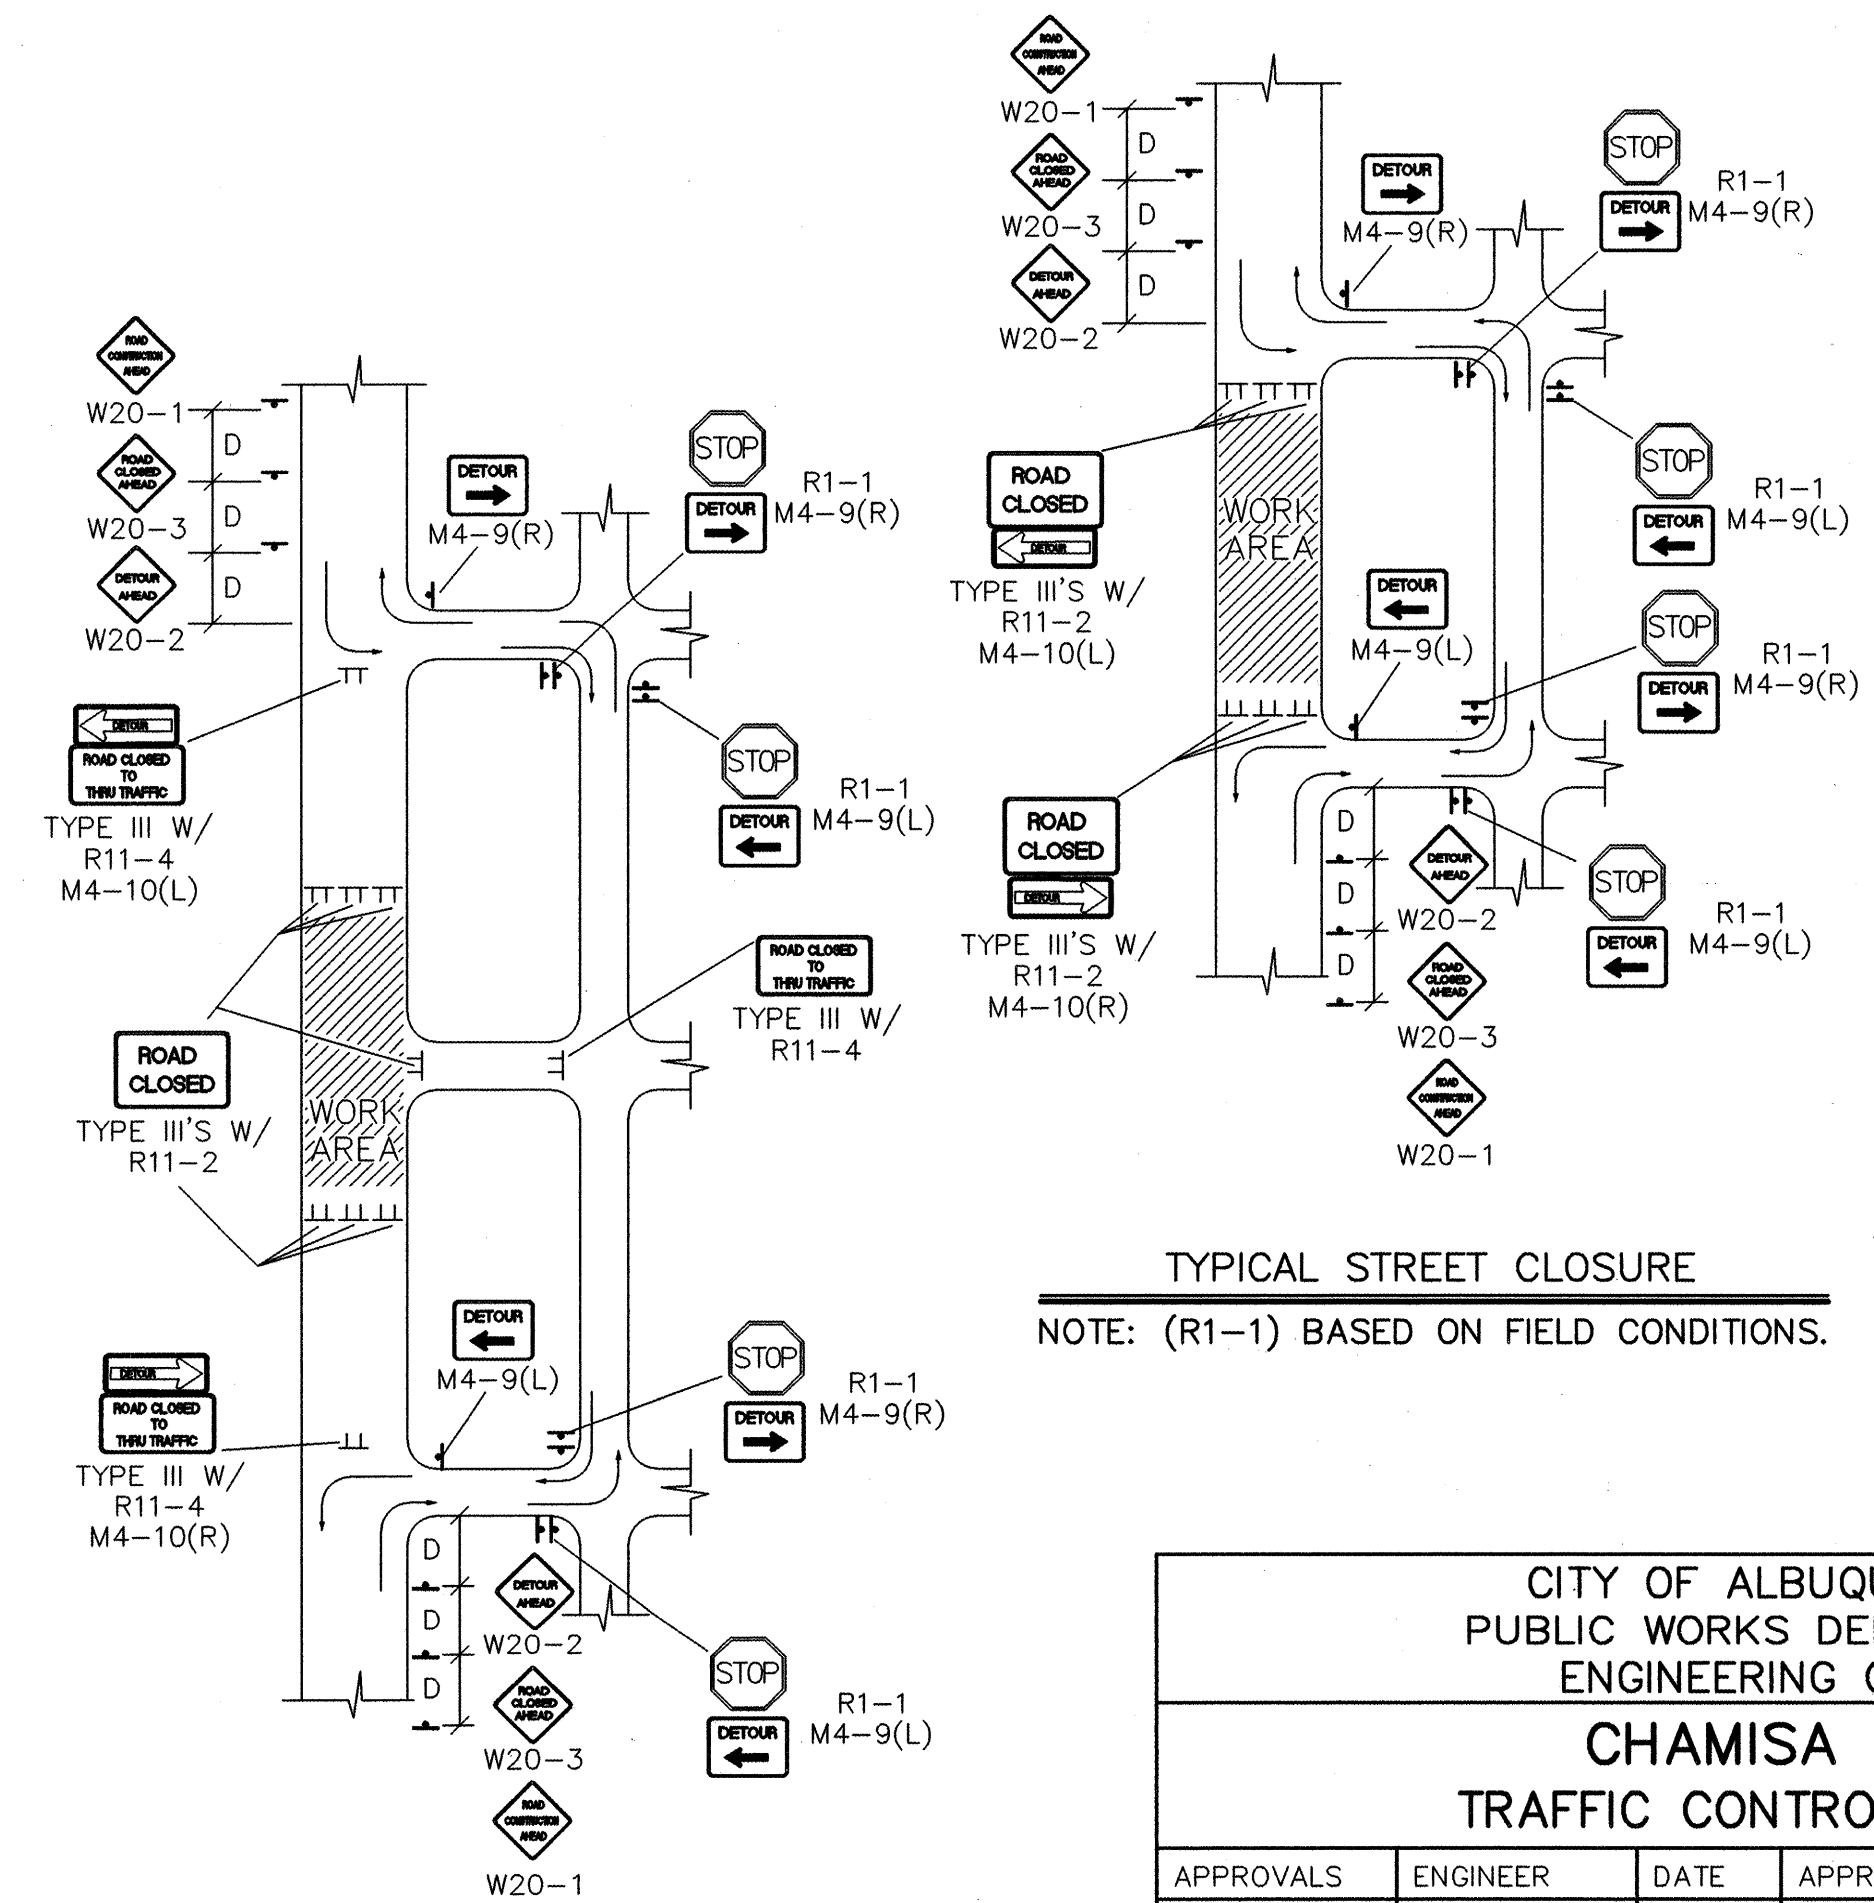 ROAD
CONSTRUCTION
AHEAD
W20-1
D
ROAD
CLOSED
AHEAD
W20-3
D
DETOUR
AHEAD
W20-2
D
DETOUR
M4-9(R)
STOP
DETOUR
R1-1
M4-9(R)
STOP
DETOUR
R1-1
M4-9(L)
DETOUR
ROAD CLOSED
TO
THRU TRAFFIC
TYPE III W/
R11-4
M4-10(L)
ROAD CLOSED
TO
THRU TRAFFIC
TYPE III W/
R11-4
ROAD
CLOSED
TYPE III'S W/
R11-2
WORK
AREA
DETOUR
M4-9(L)
STOP
DETOUR
R1-1
M4-9(R)
DETOUR
ROAD CLOSED
TO
THRU TRAFFIC
TYPE III W/
R11-4
M4-10(R)
D
D
D
DETOUR
AHEAD
W20-2
ROAD
CLOSED
AHEAD
W20-3
ROAD
CONSTRUCTION
AHEAD
W20-1
STOP
DETOUR
R1-1
M4-9(L)
ROAD
CONSTRUCTION
AHEAD
W20-1
D
ROAD
CLOSED
AHEAD
W20-3
D
DETOUR
AHEAD
W20-2
D
DETOUR
M4-9(R)
STOP
DETOUR
R1-1
M4-9(R)
STOP
DETOUR
R1-1
M4-9(L)
ROAD
CLOSED
DETOUR
TYPE III'S W/
R11-2
M4-10(L)
WORK
AREA
DETOUR
M4-9(L)
STOP
DETOUR
R1-1
M4-9(R)
ROAD
CLOSED
DETOUR
TYPE III'S W/
R11-2
M4-10(R)
D
D
D
DETOUR
AHEAD
W20-2
ROAD
CLOSED
AHEAD
W20-3
ROAD
CONSTRUCTION
AHEAD
W20-1
STOP
DETOUR
R1-1
M4-9(L)
TYPICAL STREET CLOSURE
NOTE: (R1-1) BASED ON FIELD CONDITIONS.
CITY OF ALBUQU
PUBLIC WORKS DE
ENGINEERING
CHAMISA
TRAFFIC CONTRO
APPROVALS ENGINEER DATE APPR